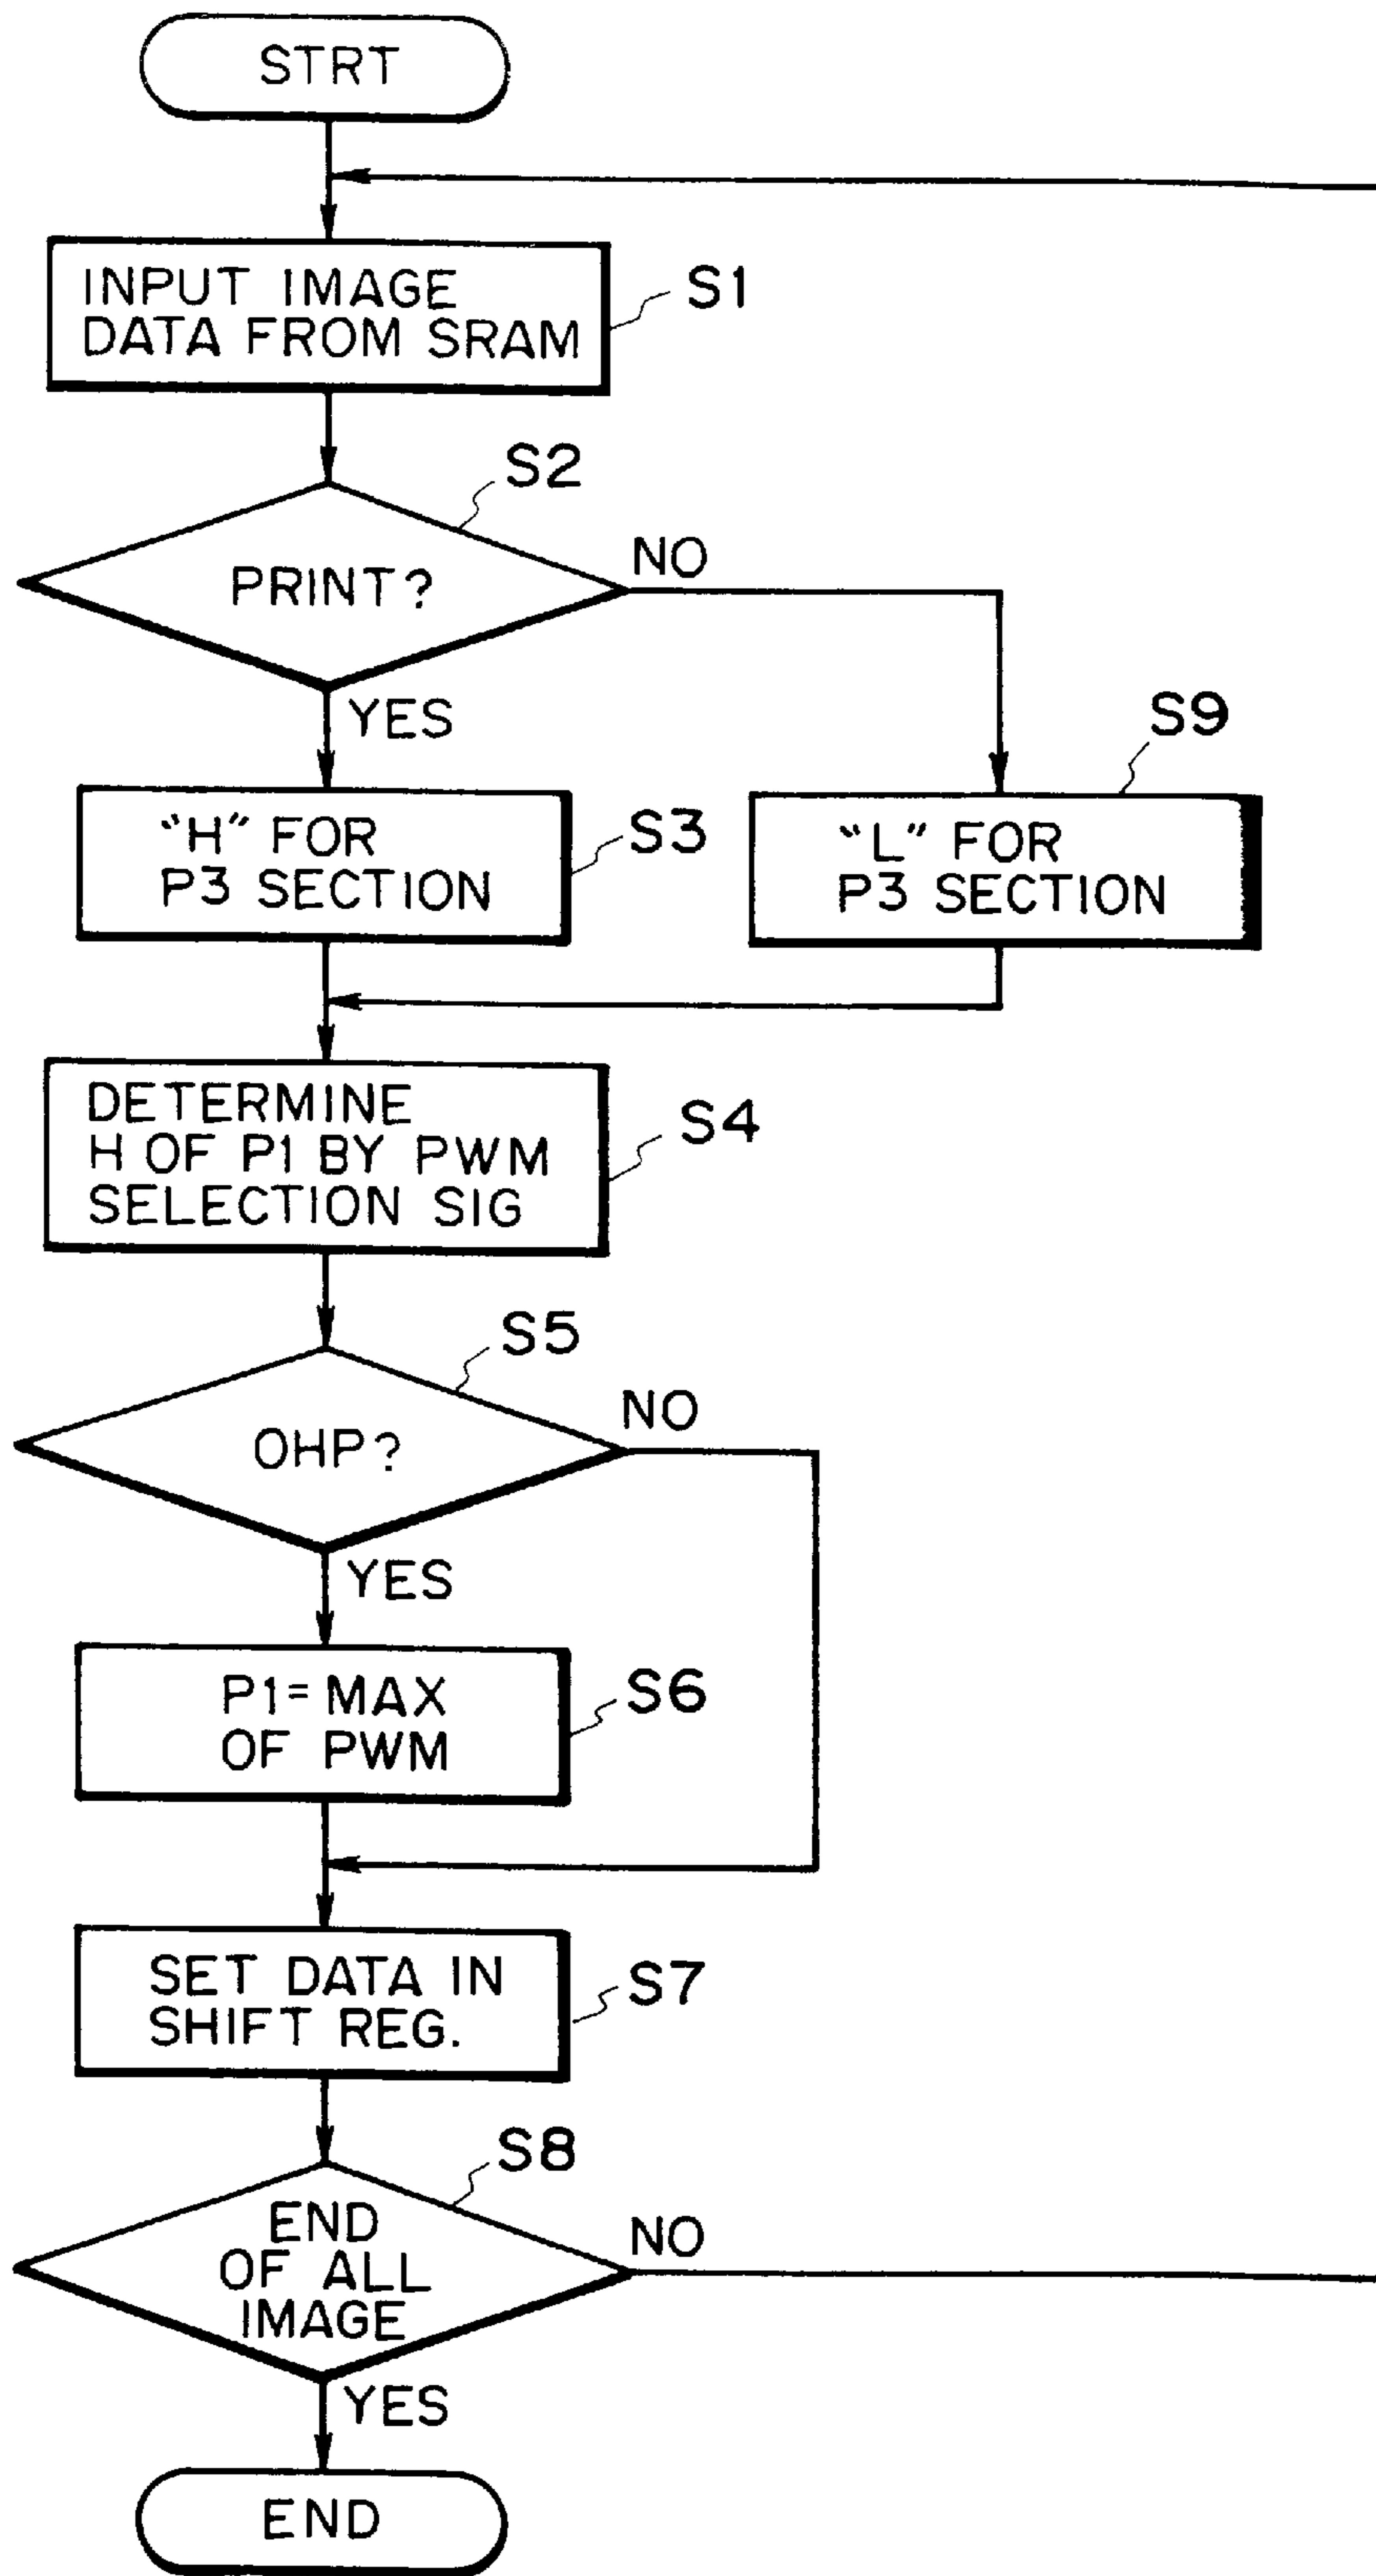 STRT
INPUT IMAGE
DATA FROM SRAM
S1
S2
PRINT?
NO
YES
S9
"H" FOR
P3 SECTION
S3
"L" FOR
P3 SECTION
DETERMINE
H OF P1 BY PWM
SELECTION SIG
S4
S5
OHP?
NO
YES
P1=MAX
OF PWM
S6
SET DATA IN
SHIFT REG.
S7
S8
END
OF ALL
IMAGE
NO
YES
END